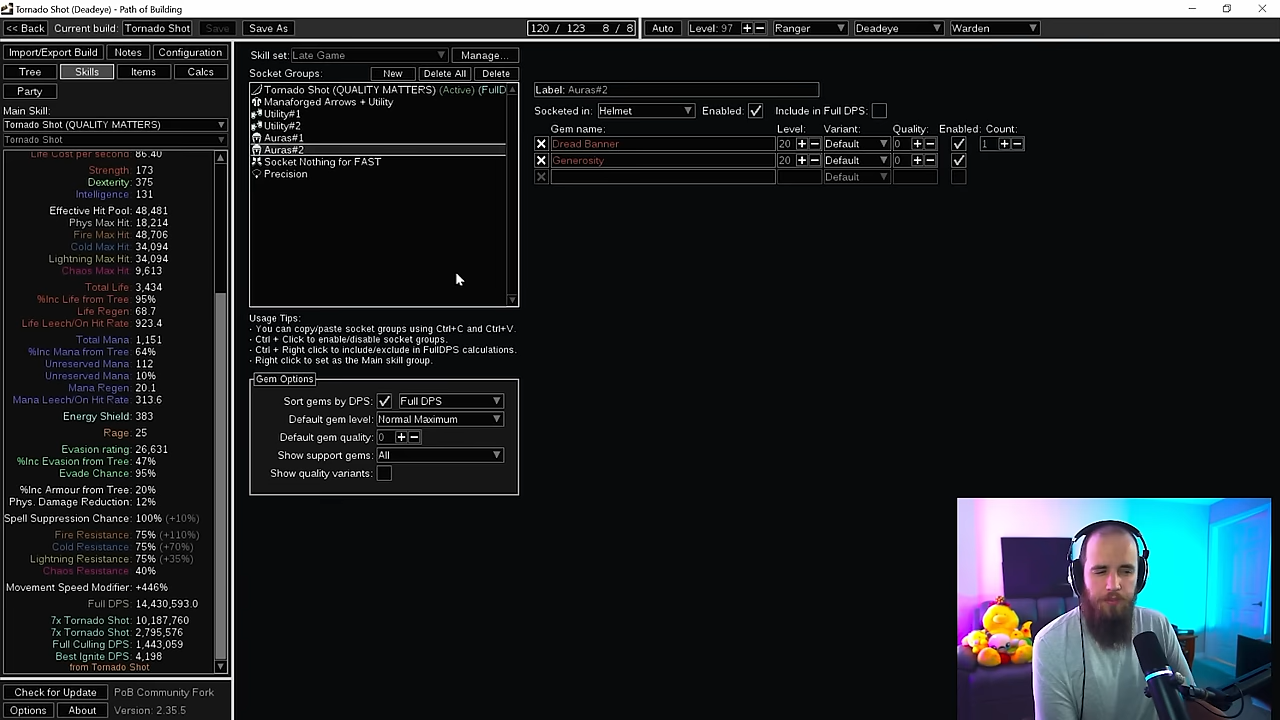 Tornado Shot (Deadeye) - Path of Building
<< Back Current build: Tornado Shot Save Save As 120 / 123 8 / 8 Auto Level: 97 + - Ranger Deadeye Warden
Import/Export Build Notes Configuration
Tree Skills Items Calcs
Party
Main Skill:
Tornado Shot (QUALITY MATTERS)
Tornado Shot
Life Cost per second: 86.40
Strength: 173
Dexterity: 375
Intelligence: 131
Effective Hit Pool: 48,481
Phys Max Hit: 18,214
Fire Max Hit: 48,706
Cold Max Hit: 34,094
Lightning Max Hit: 34,094
Chaos Max Hit: 9,613
Total Life: 3,434
%Inc Life from Tree: 95%
Life Regen: 68.7
Life Leech/On Hit Rate: 923.4
Total Mana: 1,151
%Inc Mana from Tree: 64%
Unreserved Mana: 112
Unreserved Mana: 10%
Mana Regen: 20.1
Mana Leech/On Hit Rate: 313.6
Energy Shield: 383
Rage: 25
Evasion rating: 26,631
%Inc Evasion from Tree: 47%
Evade Chance: 95%
%Inc Armour from Tree: 20%
Phys. Damage Reduction: 12%
Spell Suppression Chance: 100% (+10%)
Fire Resistance: 75% (+110%)
Cold Resistance: 75% (+70%)
Lightning Resistance: 75% (+35%)
Chaos Resistance: 40%
Movement Speed Modifier: +446%
Full DPS: 14,430,593.0
7x Tornado Shot: 10,187,760
7x Tornado Shot: 2,795,576
Full Culling DPS: 1,443,059
Best Ignite DPS: 4,198
from Tornado Shot
Check for Update PoB Community Fork
Options About Version: 2.35.5
Skill set: Late Game Manage...
Socket Groups: New Delete All Delete
Tornado Shot (QUALITY MATTERS) (Active) (FullD
Manaforged Arrows + Utility
Utility#1
Utility#2
Auras#1
Auras#2
Socket Nothing for FAST
Precision
Usage Tips:
· You can copy/paste socket groups using Ctrl+C and Ctrl+V.
· Ctrl + Click to enable/disable socket groups.
· Ctrl + Right click to include/exclude in FullDPS calculations.
· Right click to set as the Main skill group.
Gem Options
Sort gems by DPS: Full DPS
Default gem level: Normal Maximum
Default gem quality: 0 + -
Show support gems: All
Show quality variants:
Label: Auras#2
Socketed in: Helmet Enabled: Include in Full DPS:
Gem name: Level: Variant: Quality: Enabled: Count:
Dread Banner 20 + - Default 0 + - 1 + -
Generosity 20 + - Default 0 + -
Default